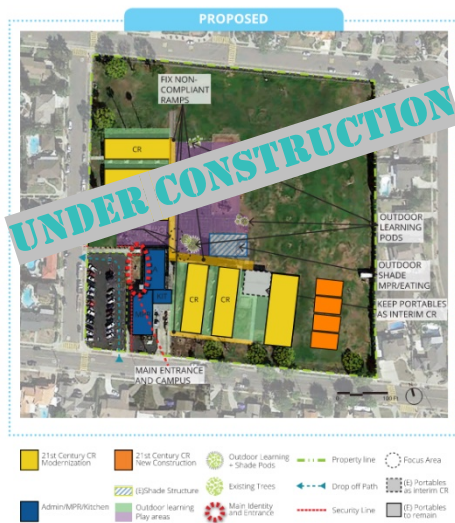 PROPOSED
FIX NON-
COMPLIANT
RAMPS
CR
UNDER CONSTRUCTION
OUTDOOR
LEARNING
PODS
OUTDOOR
SHADE
MPR/EATING
KEEP PORTABLES
AS INTERIM CR
CR
CR
MAIN ENTRANCE
AND CAMPUS
21st Century CR
Modernization
21st Century CR
New Construction
Outdoor Learning
+ Shade Pods
Property line
Focus Area
(E)Shade Structure
Existing Trees
Drop off Path
(E) Portables
as interim CR
Admin/MPR/Kitchen
Outdoor learning
Play areas
Main Identity
and Entrance
Security Line
(E) Portables
to remain